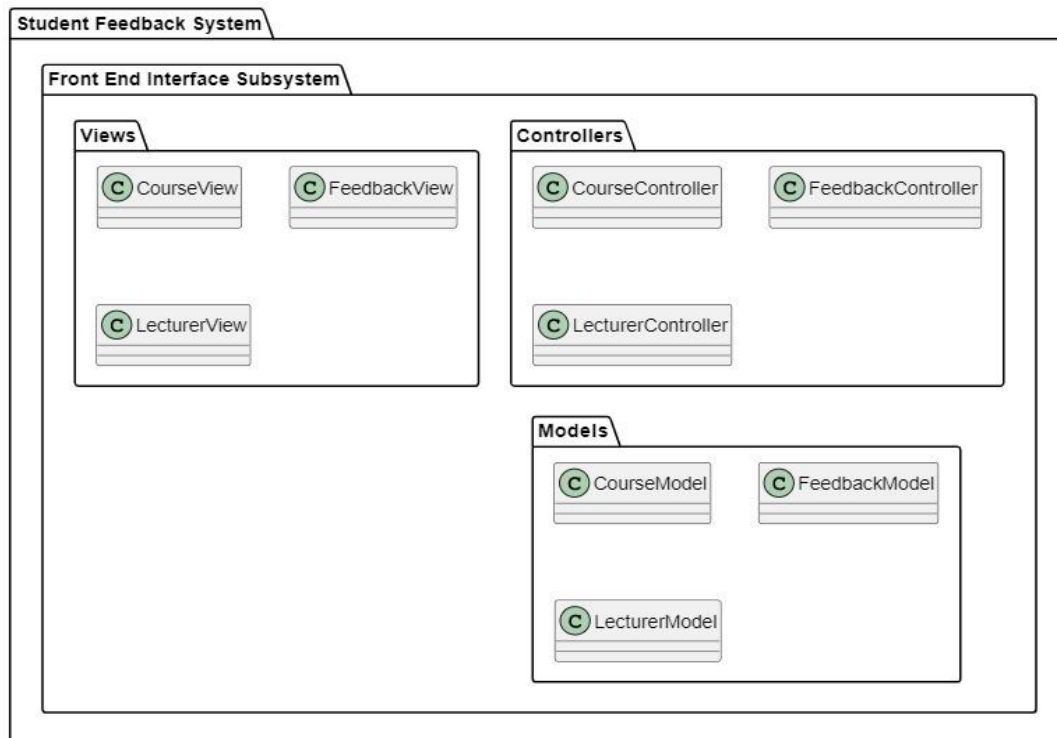 Student Feedback System
Front End Interface Subsystem
Views
C CourseView
C FeedbackView
C LecturerView
Controllers
C CourseController
C FeedbackController
C LecturerController
Models
C CourseModel
C FeedbackModel
C LecturerModel